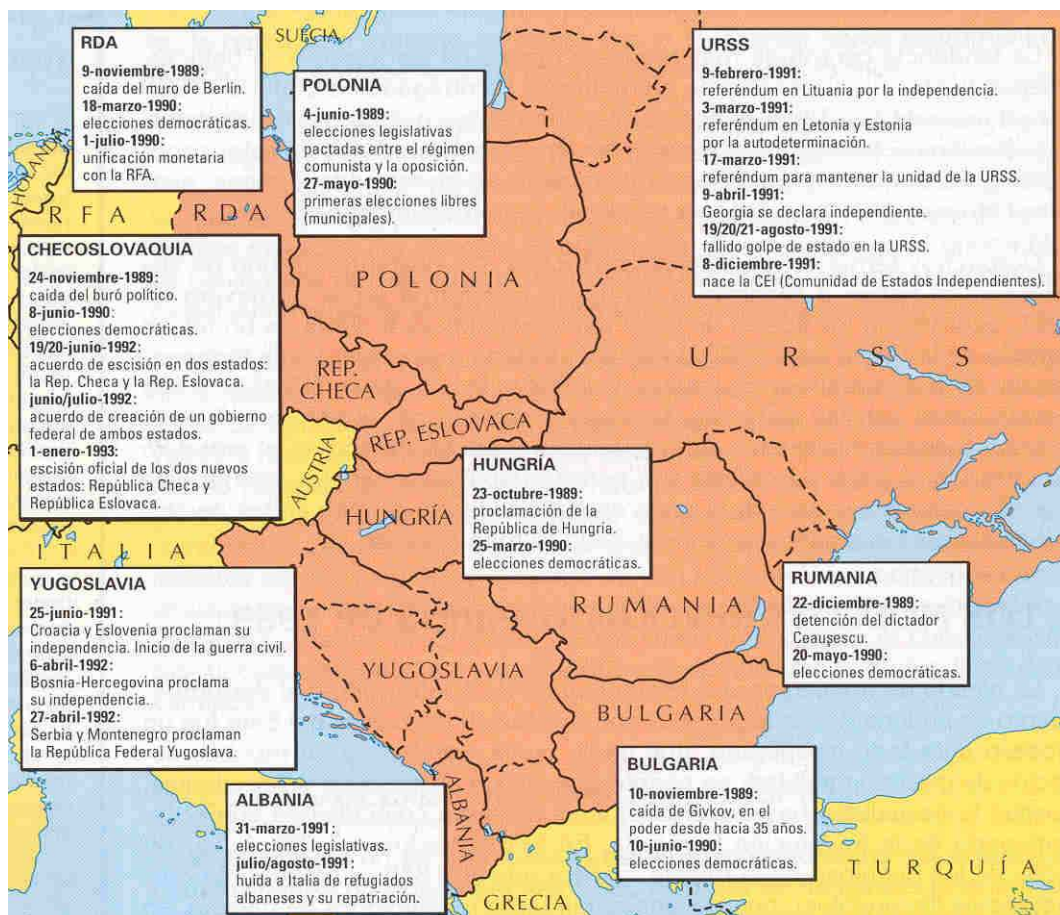 SUECIA
RDA
9-noviembre-1989:
caída del muro de Berlín.
18-marzo-1990:
elecciones democráticas.
1-julio-1990:
unificación monetaria
con la RFA.
POLONIA
4-junio-1989:
elecciones legislativas
pactadas entre el régimen
comunista y la oposición.
27-mayo-1990:
primeras elecciones libres
(municipales).
URSS
9-febrero-1991:
referéndum en Lituania por la independencia.
3-marzo-1991:
referéndum en Letonia y Estonia
por la autodeterminación.
17-marzo-1991:
referéndum para mantener la unidad de la URSS.
9-abril-1991:
Georgia se declara independiente.
19/20/21-agosto-1991:
fallido golpe de estado en la URSS.
8-diciembre-1991:
nace la CEI (Comunidad de Estados Independientes).
HOLANDA
RFA
RDA
CHECOSLOVAQUIA
24-noviembre-1989:
caída del buró político.
8-junio-1990:
elecciones democráticas.
19/20-junio-1992:
acuerdo de escisión en dos estados:
la Rep. Checa y la Rep. Eslovaca.
junio/julio-1992:
acuerdo de creación de un gobierno
federal de ambos estados.
1-enero-1993:
escisión oficial de los dos nuevos
estados: República Checa y
República Eslovaca.
POLONIA
URSS
REP.
CHECA
REP. ESLOVACA
AUSTRIA
HUNGRÍA
HUNGRÍA
23-octubre-1989:
proclamación de la
República de Hungría.
25-marzo-1990:
elecciones democráticas.
ITALIA
YUGOSLAVIA
25-junio-1991:
Croacia y Eslovenia proclaman su
independencia. Inicio de la guerra civil.
6-abril-1992:
Bosnia-Hercegovina proclama
su independencia.
27-abril-1992:
Serbia y Montenegro proclaman
la República Federal Yugoslava.
RUMANIA
RUMANIA
22-diciembre-1989:
detención del dictador
Ceauşescu.
20-mayo-1990:
elecciones democráticas.
YUGOSLAVIA
BULGARIA
ALBANIA
ALBANIA
31-marzo-1991:
elecciones legislativas.
julio/agosto-1991:
huída a Italia de refugiados
albaneses y su repatriación.
BULGARIA
10-noviembre-1989:
caída de Givkov, en el
poder desde hacía 35 años.
10-junio-1990:
elecciones democráticas.
GRECIA
TURQUÍA